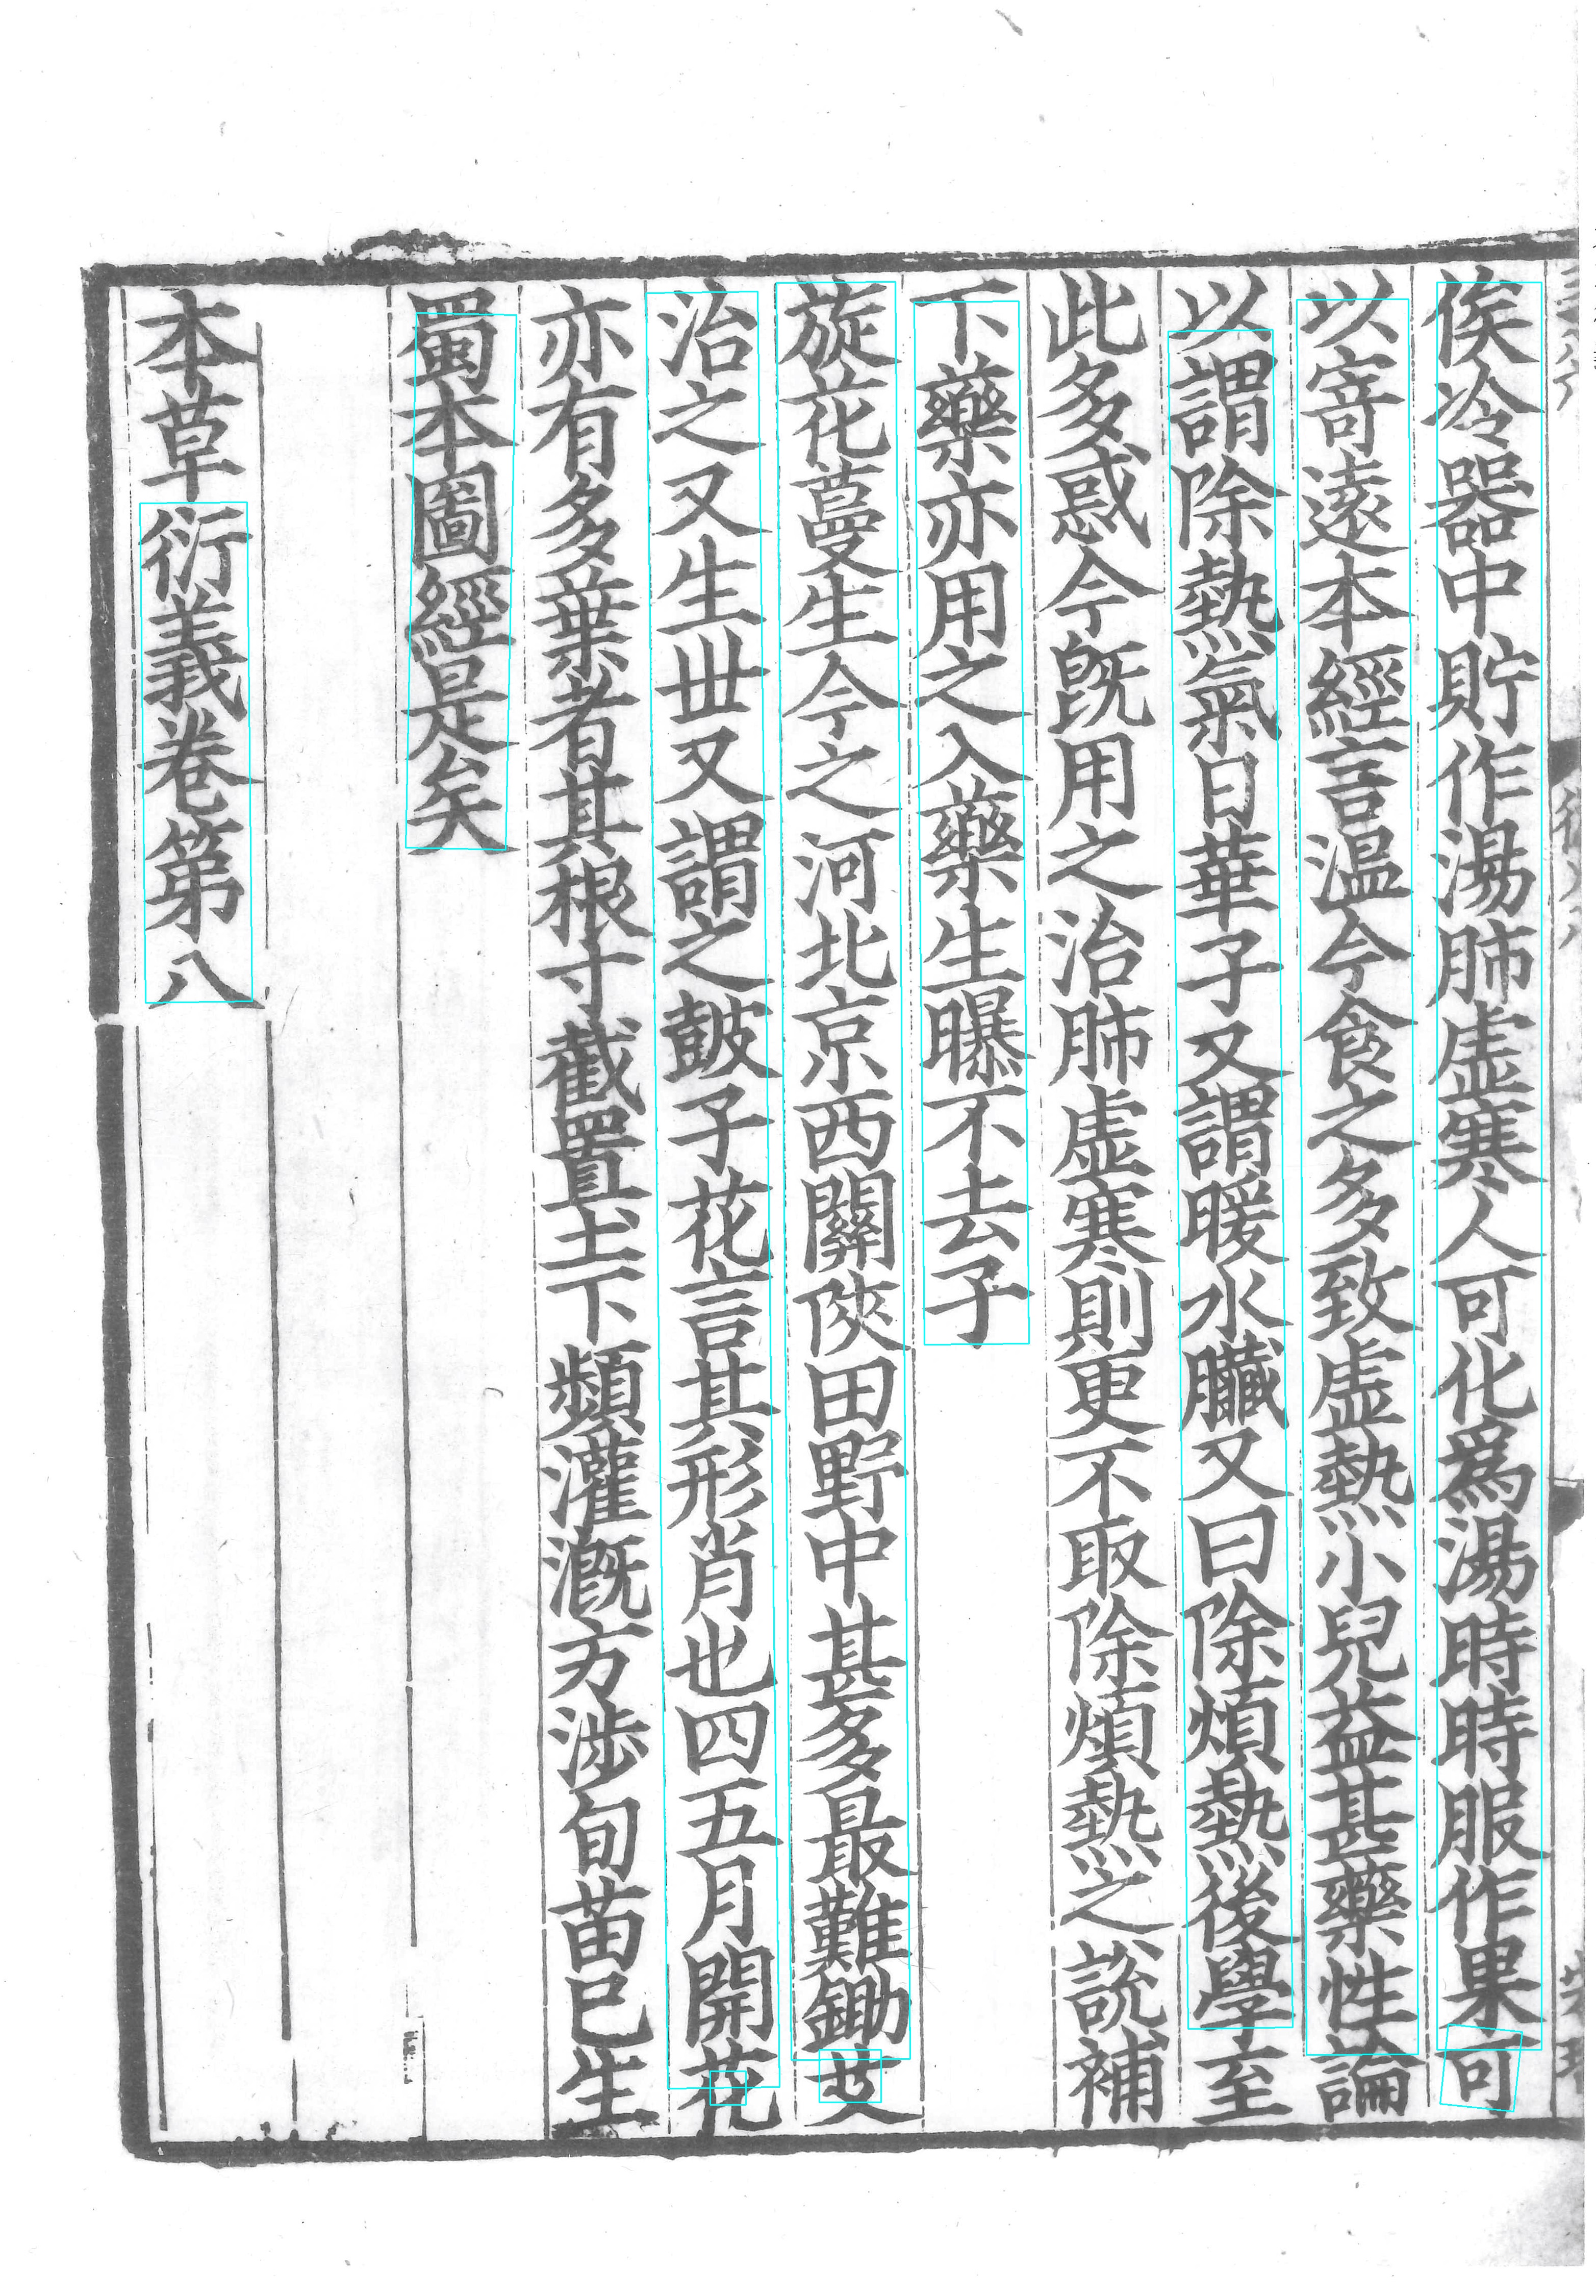 俟冷器中貯作湯肺虛寒人可化爲湯時時服作果可
以寄逺本經言温今食之多致虛熱小兒益甚藥性論
以謂除熱氣日華子又謂暖水臓又曰除煩熱後學至
此多惑今旣用之治肺虛寒則更不取除煩熱之說補
下藥亦用之入藥生曝不去子
旋花蔓生今之河北京西關陝田野中甚多最難鋤艾
治之又生世又謂之皷子花言其形肖也四五月開花
亦有多葉者其根寸截置土下頻灌溉方涉旬苗已生
蜀本圖經是矣
本草衍義卷第八